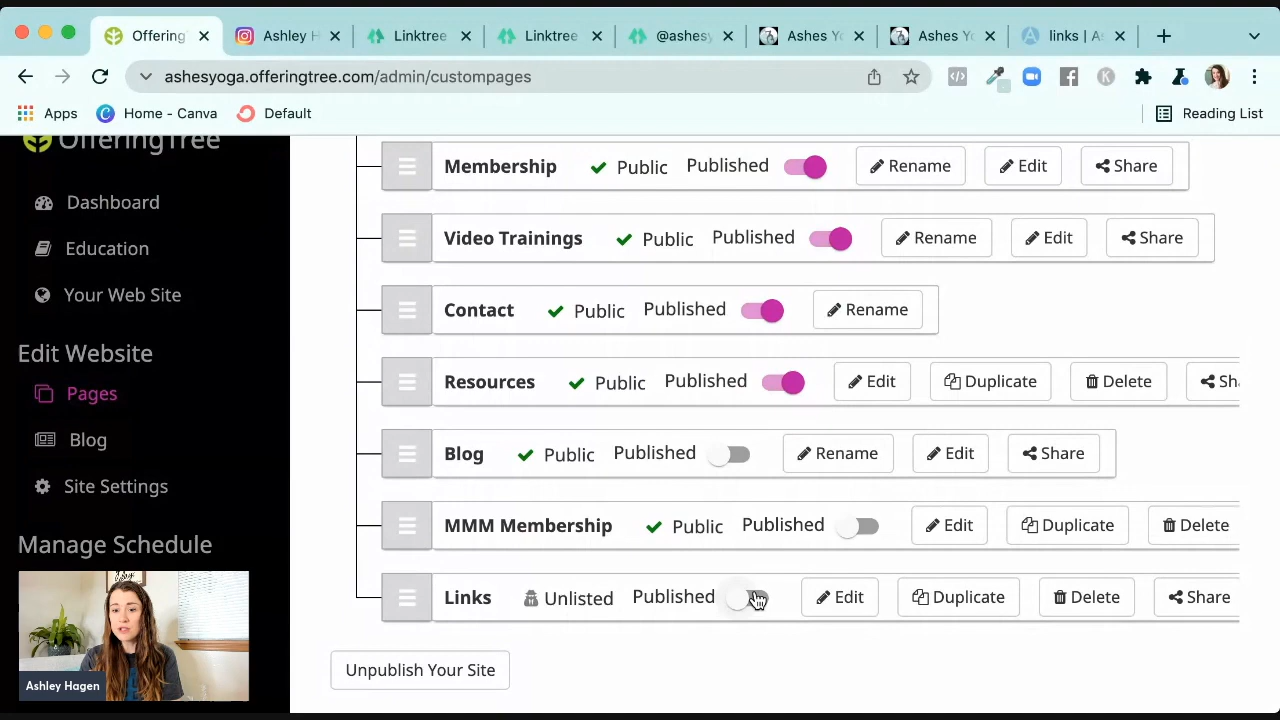 Offering
Ashley H
Linktree
Linktree
@ashesy
Ashes Yo
Ashes Yo
links | As
ashesyoga.offeringtree.com/admin/custompages
K
Apps
Home - Canva
Default
Reading List
OfferingTree
Dashboard
Education
Your Web Site
Edit Website
Pages
Blog
Site Settings
Manage Schedule
Ashley Hagen
Membership Public Published Rename Edit Share
Video Trainings Public Published Rename Edit Share
Contact Public Published Rename
Resources Public Published Edit Duplicate Delete Sh
Blog Public Published Rename Edit Share
MMM Membership Public Published Edit Duplicate Delete
Links Unlisted Published Edit Duplicate Delete Share
Unpublish Your Site